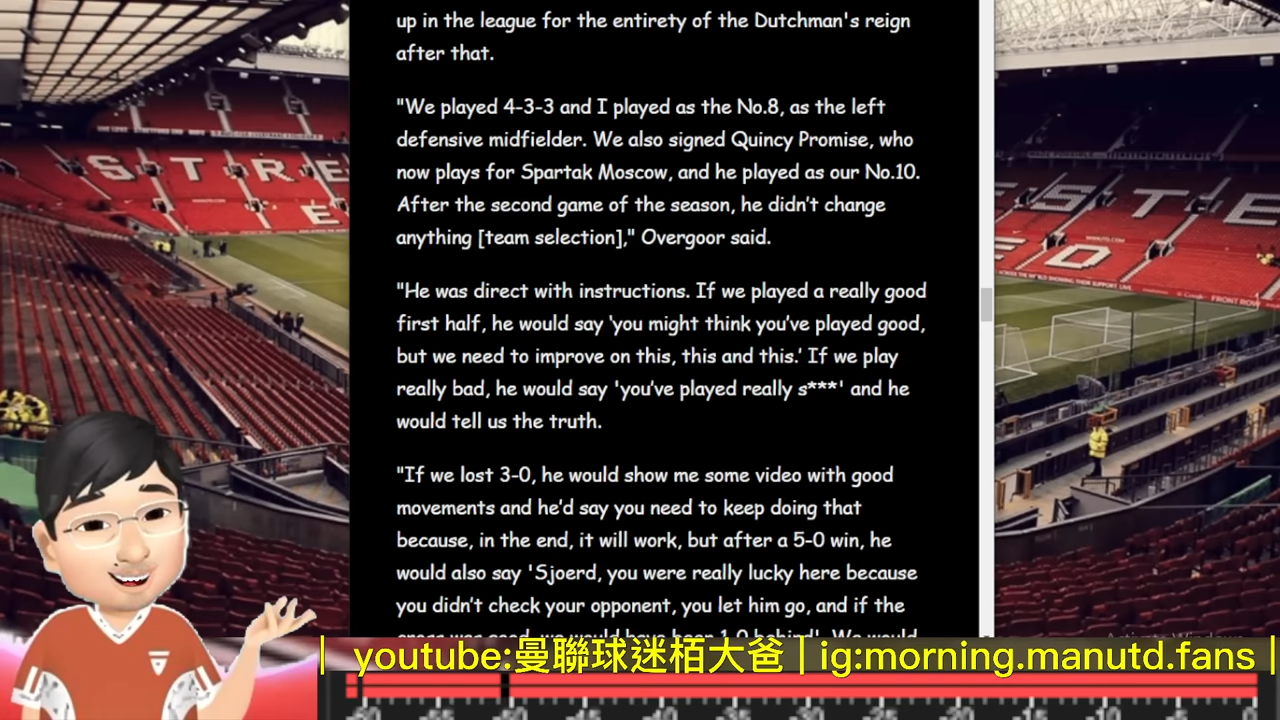 up in the league for the entirety of the Dutchman's reign
after that.
"We played 4-3-3 and I played as the No.8, as the left
defensive midfielder. We also signed Quincy Promise, who
now plays for Spartak Moscow, and he played as our No.10.
After the second game of the season, he didn’t change
anything [team selection]," Overgoor said.
"He was direct with instructions. If we played a really good
first half, he would say ‘you might think you’ve played good,
but we need to improve on this, this and this.’ If we play
really bad, he would say 'you’ve played really s***' and he
would tell us the truth.
"If we lost 3-0, he would show me some video with good
movements and he’d say you need to keep doing that
because, in the end, it will work, but after a 5-0 win, he
would also say 'Sjoerd, you were really lucky here because
you didn’t check your opponent, you let him go, and if the
| youtube:曼聯球迷栢大爸 | ig:morning.manutd.fans |
STRE
E
ESTE
ED